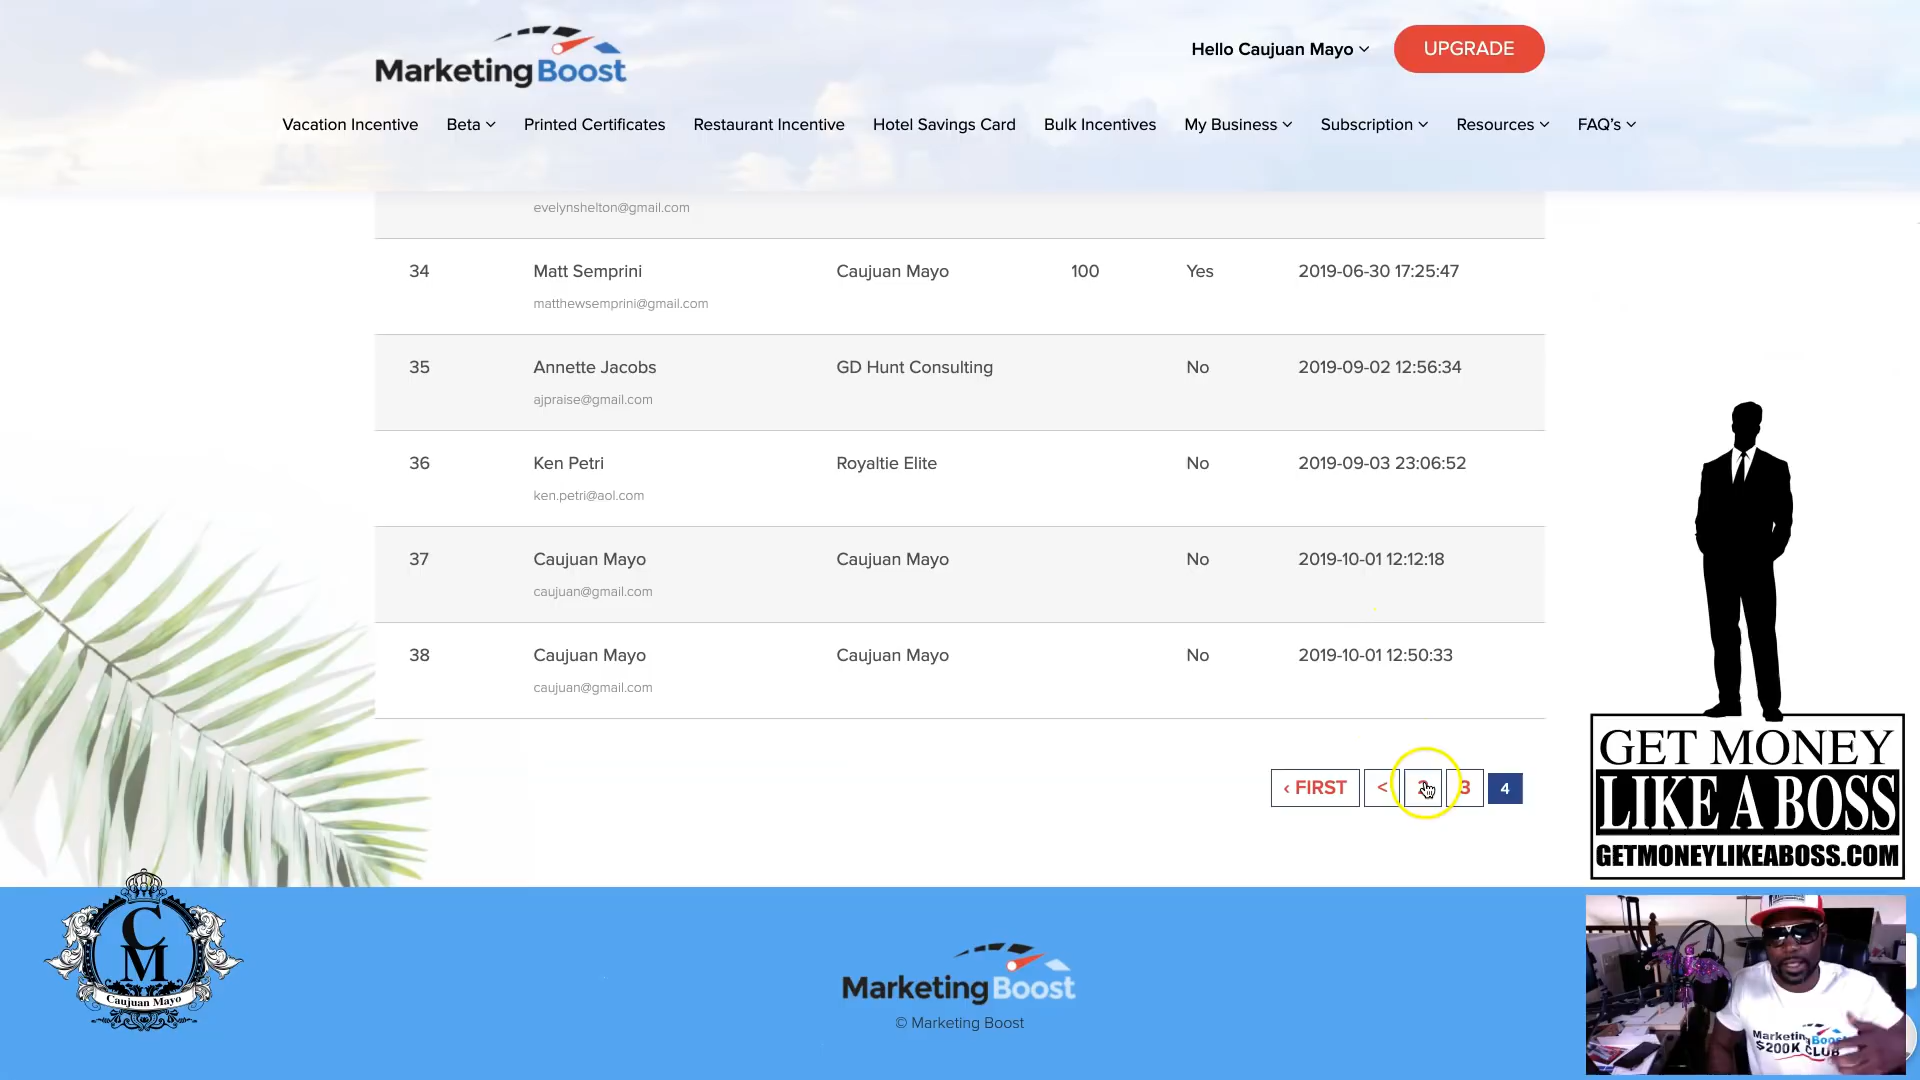 MarketingBoost
Hello Caujuan Mayo
UPGRADE
Vacation Incentive Beta Printed Certificates Restaurant Incentive Hotel Savings Card Bulk Incentives My Business Subscription Resources FAQ's
evelynshelton@gmail.com
34 Matt Semprini Caujuan Mayo 100 Yes 2019-06-30 17:25:47
matthewsemprini@gmail.com
35 Annette Jacobs GD Hunt Consulting No 2019-09-02 12:56:34
ajpraise@gmail.com
36 Ken Petri Royaltie Elite No 2019-09-03 23:06:52
ken.petri@aol.com
37 Caujuan Mayo Caujuan Mayo No 2019-10-01 12:12:18
caujuan@gmail.com
38 Caujuan Mayo Caujuan Mayo No 2019-10-01 12:50:33
caujuan@gmail.com
‹ FIRST < 2 3 4
GET MONEY
LIKE A BOSS
GETMONEYLIKEABOSS.COM
C
M
Caujuan Mayo
MarketingBoost
© Marketing Boost
Marketing Boost
$200K CLUB